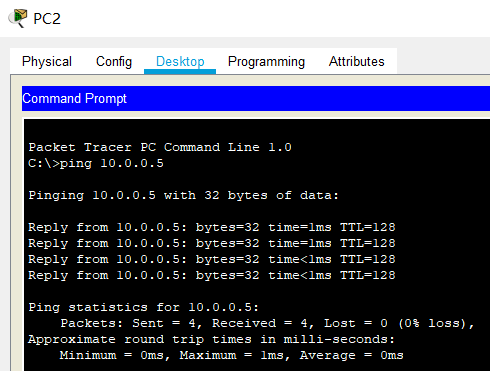 PC2
Physical Config Desktop Programming Attributes
Command Prompt
Packet Tracer PC Command Line 1.0
C:\>ping 10.0.0.5
Pinging 10.0.0.5 with 32 bytes of data:
Reply from 10.0.0.5: bytes=32 time=1ms TTL=128
Reply from 10.0.0.5: bytes=32 time=1ms TTL=128
Reply from 10.0.0.5: bytes=32 time<1ms TTL=128
Reply from 10.0.0.5: bytes=32 time<1ms TTL=128
Ping statistics for 10.0.0.5:
Packets: Sent = 4, Received = 4, Lost = 0 (0% loss),
Approximate round trip times in milli-seconds:
Minimum = 0ms, Maximum = 1ms, Average = 0ms